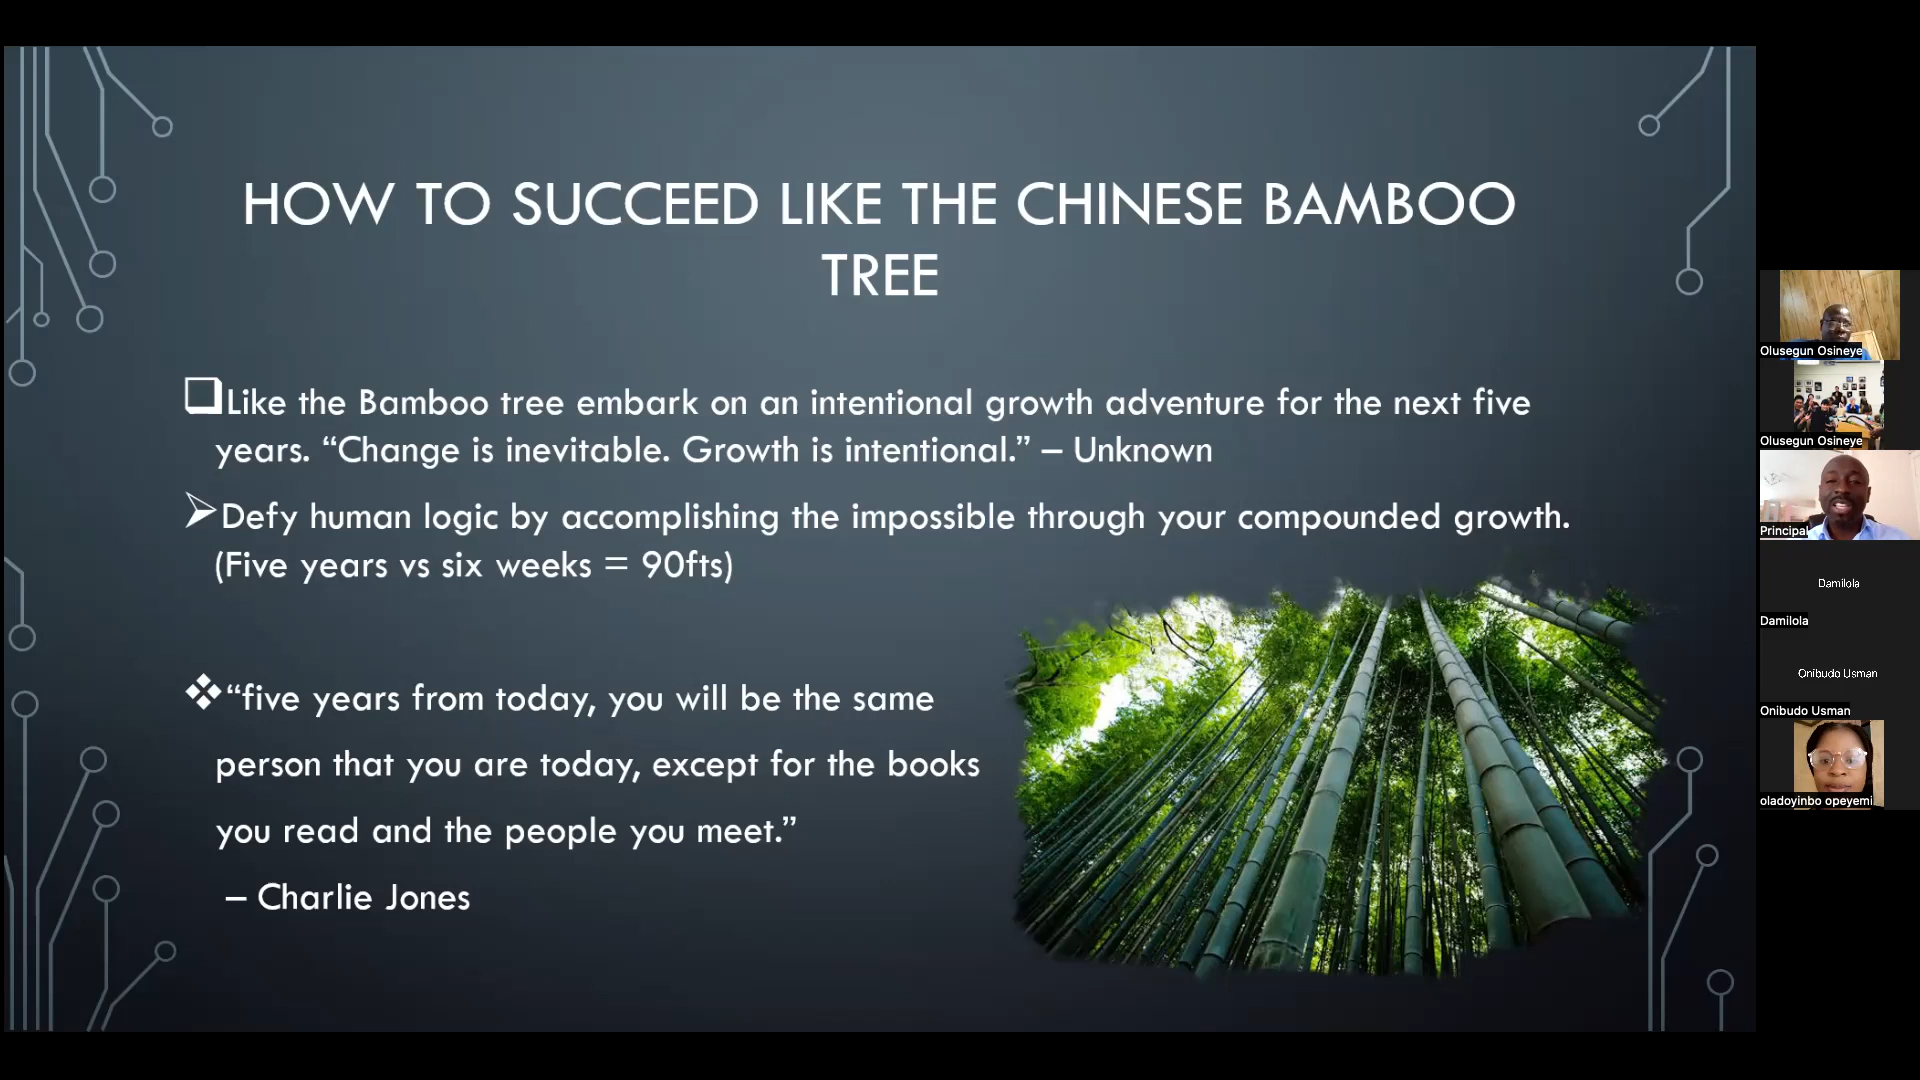 HOW TO SUCCEED LIKE THE CHINESE BAMBOO
TREE
Like the Bamboo tree embark on an intentional growth adventure for the next five
years. “Change is inevitable. Growth is intentional.” – Unknown
Defy human logic by accomplishing the impossible through your compounded growth.
(Five years vs six weeks = 90fts)
“five years from today, you will be the same
person that you are today, except for the books
you read and the people you meet.”
– Charlie Jones
Olusegun Osineye
Olusegun Osineye
Principal
Damilola
Damilola
Onibudo Usman
Onibudo Usman
oladoyinbo opeyemi